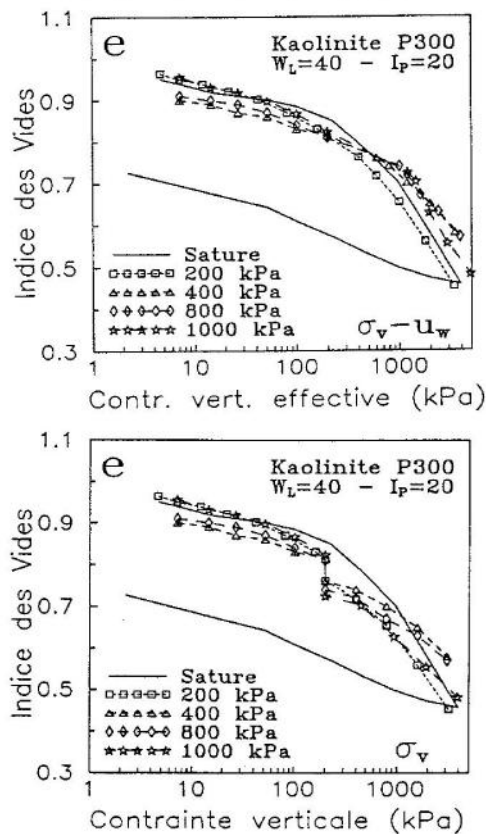 e
Kaolinite P300
W_L=40 - I_P=20
1.1
0.9
0.7
0.5
0.3
Indice des Vides
Sature
200 kPa
400 kPa
800 kPa
1000 kPa
σ_v-u_w
1
10
100
1000
Contr. vert. effective (kPa)
e
Kaolinite P300
W_L=40 - I_P=20
1.1
0.9
0.7
0.5
0.3
Indice des Vides
Sature
200 kPa
400 kPa
800 kPa
1000 kPa
σ_v
1
10
100
1000
Contrainte verticale (kPa)